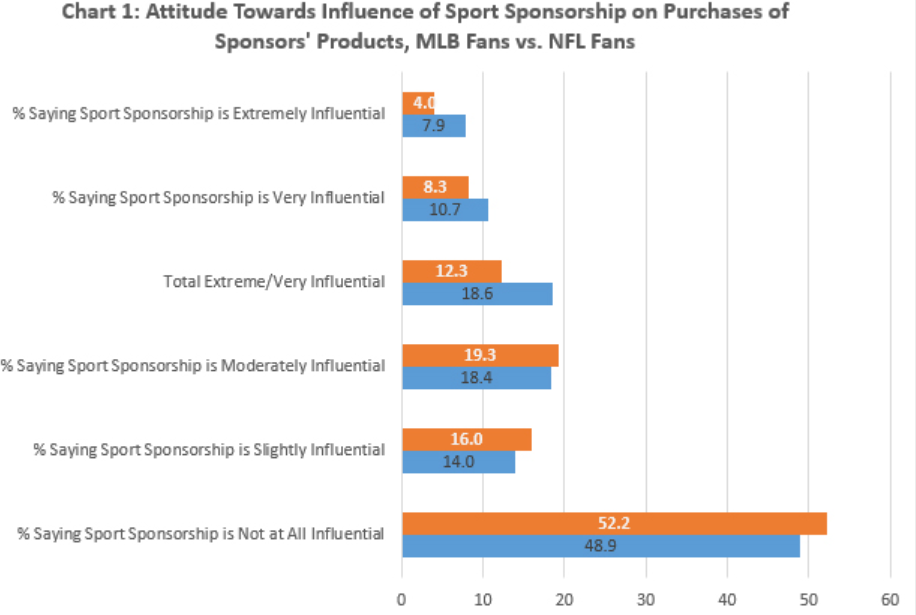 Chart 1: Attitude Towards Influence of Sport Sponsorship on Purchases of
Sponsors' Products, MLB Fans vs. NFL Fans
% Saying Sport Sponsorship is Extremely Influential
4.0
7.9
% Saying Sport Sponsorship is Very Influential
8.3
10.7
Total Extreme/Very Influential
12.3
18.6
% Saying Sport Sponsorship is Moderately Influential
19.3
18.4
% Saying Sport Sponsorship is Slightly Influential
16.0
14.0
% Saying Sport Sponsorship is Not at All Influential
52.2
48.9
0 10 20 30 40 50 60